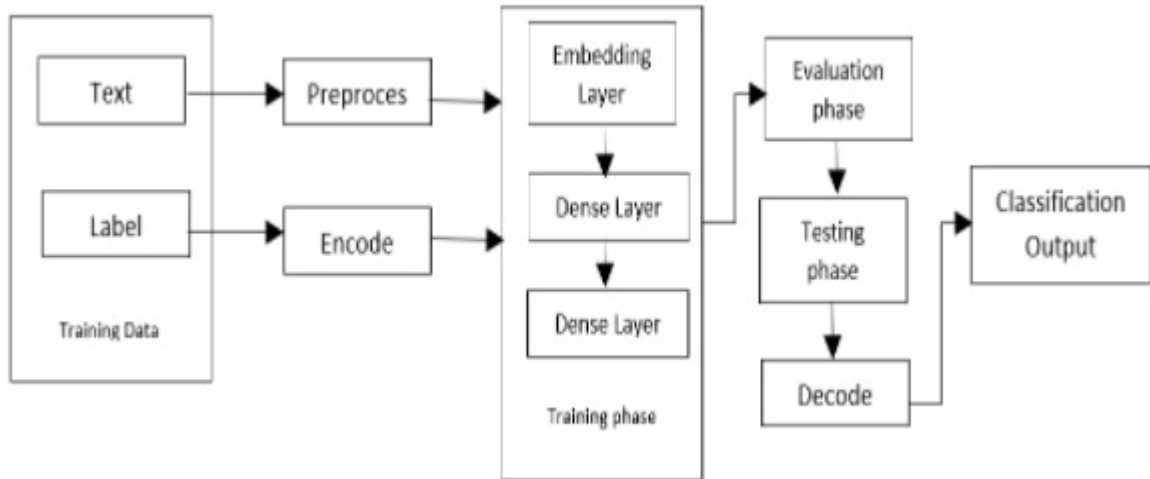 Text
Label
Training Data
Preproces
Encode
Embedding
Layer
Dense Layer
Dense Layer
Training phase
Evaluation
phase
Testing
phase
Decode
Classification
Output